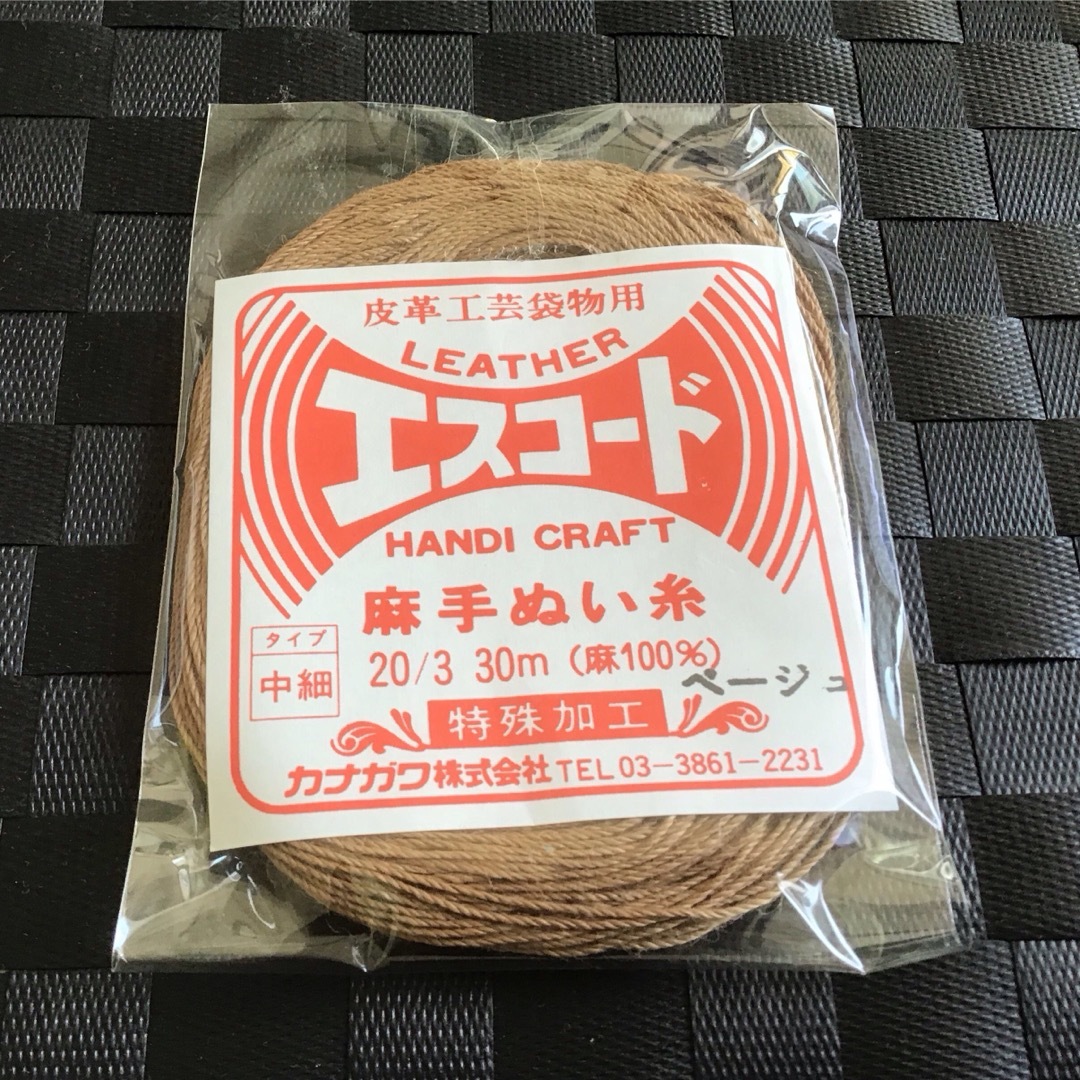 皮革工芸袋物用
LEATHER
エスコード
HANDI CRAFT
麻手ぬい糸
タイプ
中細
20/3 30m (麻100%)
ベージュ
特殊加工
カナガワ株式会社 TEL 03-3861-2231